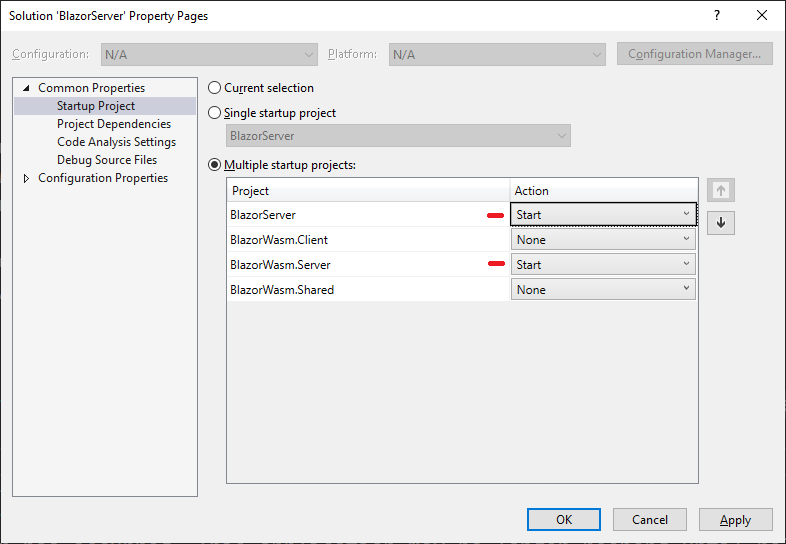 Solution 'BlazorServer' Property Pages
?
Configuration: N/A Platform: N/A Configuration Manager...
Common Properties
Startup Project
Project Dependencies
Code Analysis Settings
Debug Source Files
Configuration Properties
Current selection
Single startup project
BlazorServer
Multiple startup projects:
Project Action
BlazorServer Start
BlazorWasm.Client None
BlazorWasm.Server Start
BlazorWasm.Shared None
OK Cancel Apply